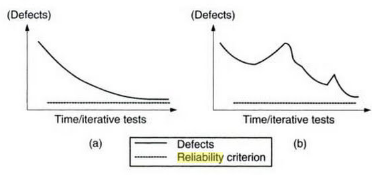 (Defects)
(Defects)
Time/iterative tests
Time/iterative tests
(a)
(b)
Defects
Reliability criterion